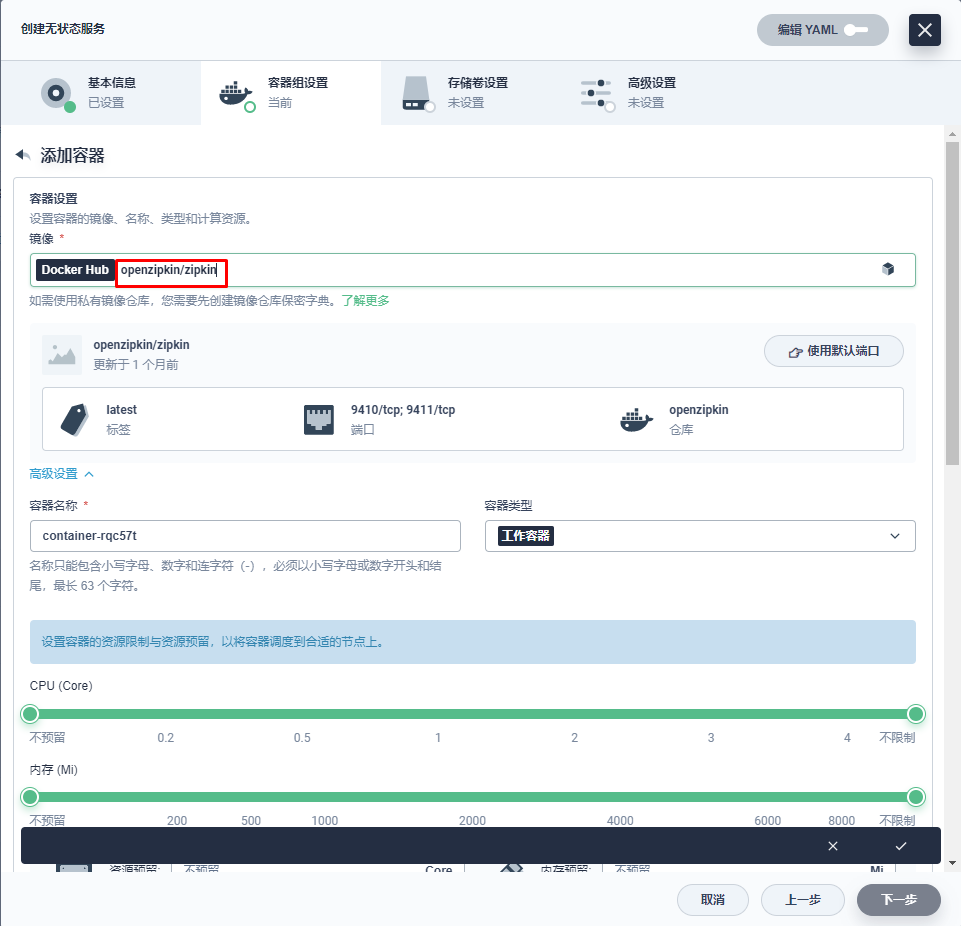 创建无状态服务
编辑 YAML
基本信息
已设置
容器组设置
当前
存储卷设置
未设置
高级设置
未设置
添加容器
容器设置
设置容器的镜像、名称、类型和计算资源。
镜像 *
Docker Hub openzipkin/zipkin
如需使用私有镜像仓库，您需要先创建镜像仓库保密字典。了解更多
openzipkin/zipkin
更新于 1 个月前
使用默认端口
latest
标签
9410/tcp; 9411/tcp
端口
openzipkin
仓库
高级设置
容器名称 *
容器类型
container-rqc57t
工作容器
名称只能包含小写字母、数字和连字符（-），必须以小写字母或数字开头和结
尾，最长 63 个字符。
设置容器的资源限制与资源预留，以将容器调度到合适的节点上。
CPU (Core)
不预留 0.2 0.5 1 2 3 4 不限制
内存 (Mi)
不预留 200 500 1000 2000 4000 6000 8000 不限制
资源预留: 不预留 Core 内存预留: 不预留 Mi
取消 上一步 下一步